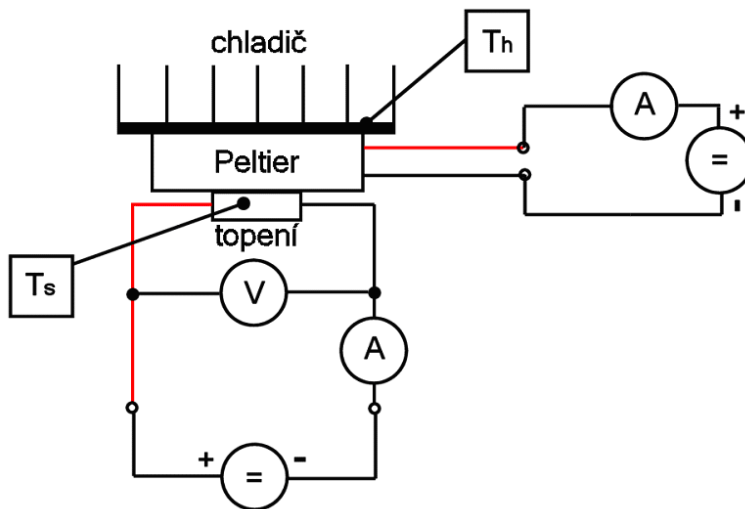 chladič
Th
A
+
=
-
Peltier
topení
Ts
V
A
+
=
-